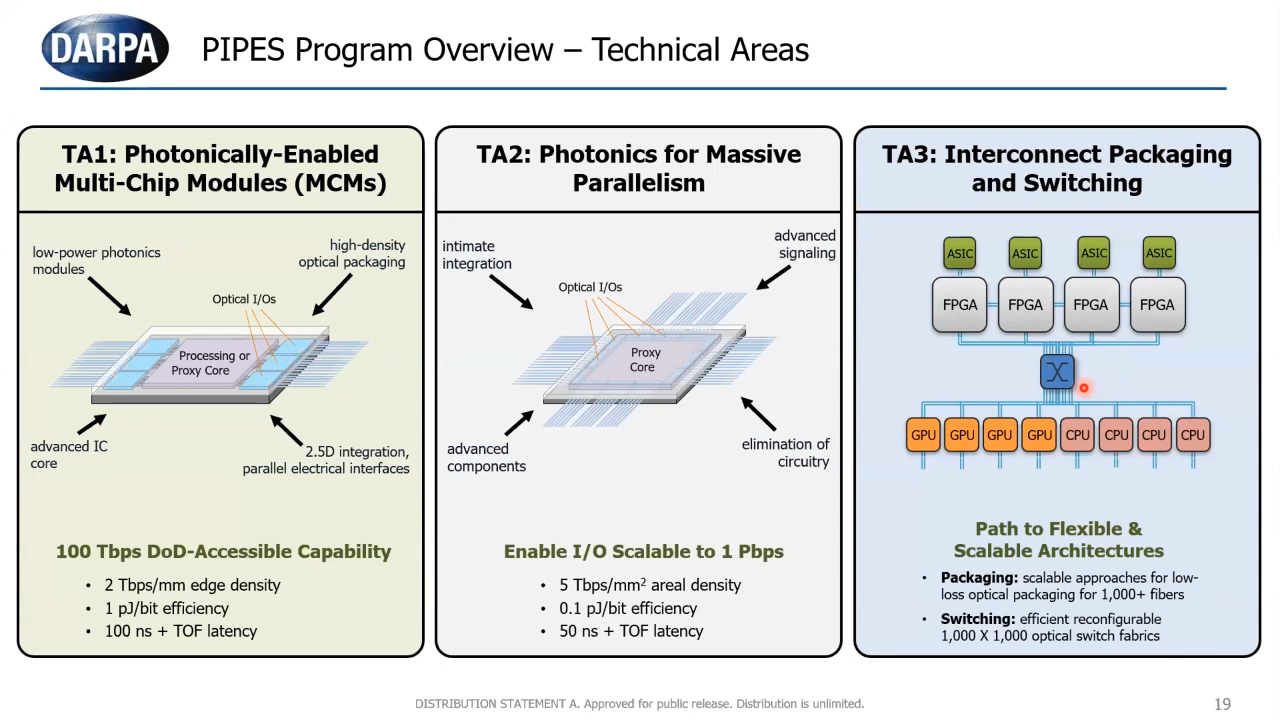 DARPA
PIPES Program Overview – Technical Areas
TA1: Photonically-Enabled
Multi-Chip Modules (MCMs)
low-power photonics
modules
high-density
optical packaging
Optical I/Os
Processing or
Proxy Core
advanced IC
core
2.5D integration,
parallel electrical interfaces
100 Tbps DoD-Accessible Capability
• 2 Tbps/mm edge density
• 1 pJ/bit efficiency
• 100 ns + TOF latency
TA2: Photonics for Massive
Parallelism
intimate
integration
advanced
signaling
Optical I/Os
Proxy
Core
advanced
components
elimination of
circuitry
Enable I/O Scalable to 1 Pbps
• 5 Tbps/mm² areal density
• 0.1 pJ/bit efficiency
• 50 ns + TOF latency
TA3: Interconnect Packaging
and Switching
ASIC ASIC ASIC ASIC
FPGA FPGA FPGA FPGA
GPU GPU GPU GPU CPU CPU CPU CPU
Path to Flexible &
Scalable Architectures
• Packaging: scalable approaches for low-
loss optical packaging for 1,000+ fibers
• Switching: efficient reconfigurable
1,000 X 1,000 optical switch fabrics
DISTRIBUTION STATEMENT A. Approved for public release. Distribution is unlimited.
19